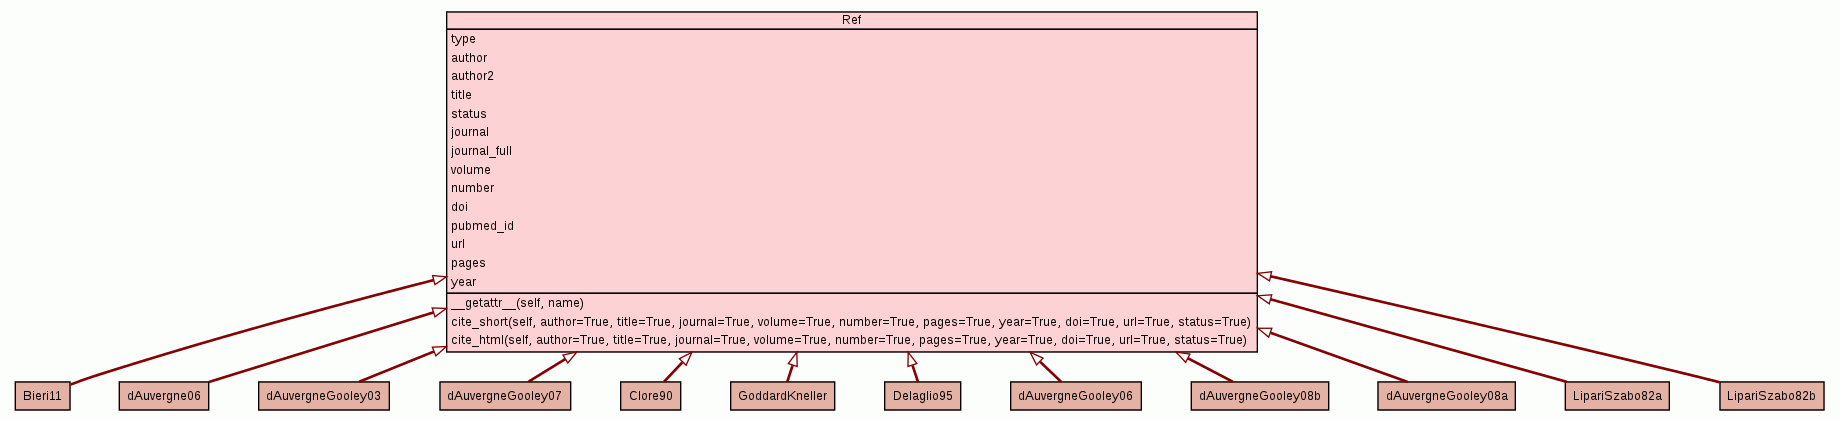 Ref
type
author
author2
title
status
journal
journal_full
volume
number
doi
pubmed_id
url
pages
year
__getattr__(self, name)
cite_short(self, author=True, title=True, journal=True, volume=True, number=True, pages=True, year=True, doi=True, url=True, status=True)
cite_html(self, author=True, title=True, journal=True, volume=True, number=True, pages=True, year=True, doi=True, url=True, status=True)
Bieri11 dAuvergne06 dAuvergneGooley03 dAuvergneGooley07 Clore90 GoddardKneller Delaglio95 dAuvergneGooley06 dAuvergneGooley08b dAuvergneGooley08a LipariSzabo82a LipariSzabo82b